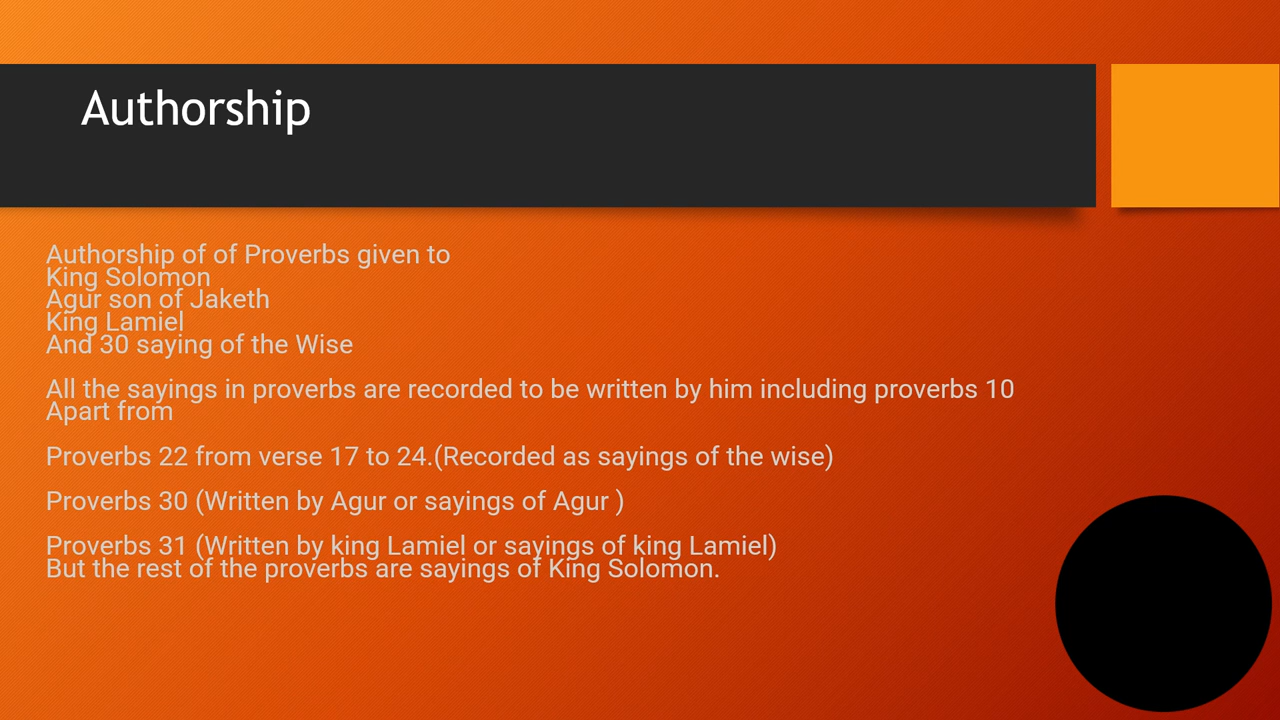 Authorship
Authorship of of Proverbs given to
King Solomon
Agur son of Jaketh
King Lamiel
And 30 saying of the Wise
All the sayings in proverbs are recorded to be written by him including proverbs 10
Apart from
Proverbs 22 from verse 17 to 24.(Recorded as sayings of the wise)
Proverbs 30 (Written by Agur or sayings of Agur )
Proverbs 31 (Written by king Lamiel or sayings of king Lamiel)
But the rest of the proverbs are sayings of King Solomon.